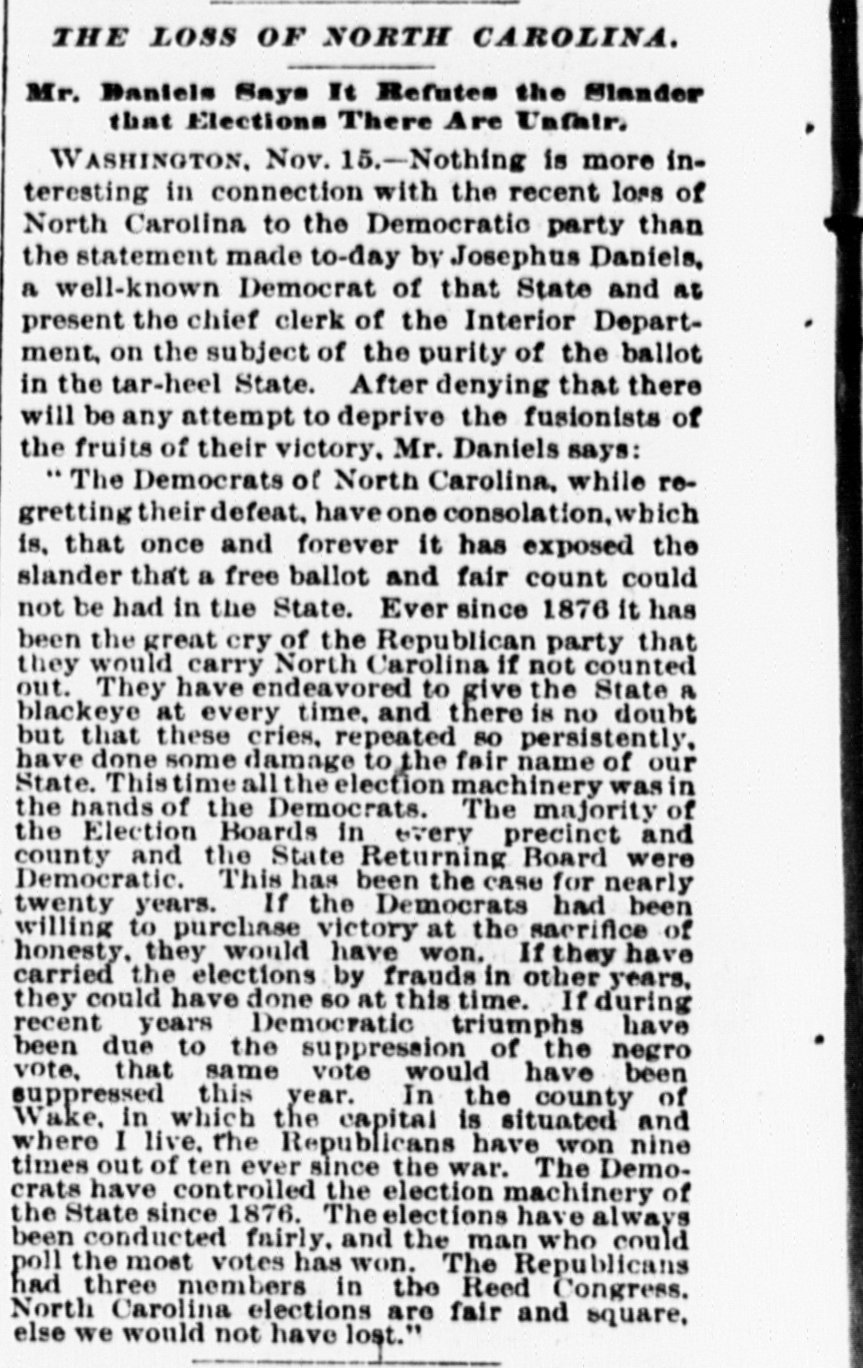 THE LOSS OF NORTH CAROLINA.
Mr. Daniels Says It Refutes the Slander
that Elections There Are Unfair.
WASHINGTON, Nov. 15.—Nothing is more in-
teresting in connection with the recent loss of
North Carolina to the Democratic party than
the statement made to-day by Josephus Daniels,
a well-known Democrat of that State and at
present the chief clerk of the Interior Depart-
ment, on the subject of the purity of the ballot
in the tar-heel State. After denying that there
will be any attempt to deprive the fusionists of
the fruits of their victory, Mr. Daniels says:
"The Democrats of North Carolina, while re-
gretting their defeat, have one consolation, which
is, that once and forever it has exposed the
slander that a free ballot and fair count could
not be had in the State. Ever since 1876 it has
been the great cry of the Republican party that
they would carry North Carolina if not counted
out. They have endeavored to give the State a
blackeye at every time, and there is no doubt
but that these cries, repeated so persistently,
have done some damage to the fair name of our
State. This time all the election machinery was in
the hands of the Democrats. The majority of
the Election Boards in every precinct and
county and the State Returning Board were
Democratic. This has been the case for nearly
twenty years. If the Democrats had been
willing to purchase victory at the sacrifice of
honesty, they would have won. If they have
carried the elections by frauds in other years,
they could have done so at this time. If during
recent years Democratic triumphs have
been due to the suppression of the negro
vote, that same vote would have been
suppressed this year. In the county of
Wake, in which the capital is situated and
where I live, the Republicans have won nine
times out of ten ever since the war. The Demo-
crats have controlled the election machinery of
the State since 1876. The elections have always
been conducted fairly, and the man who could
poll the most votes has won. The Republicans
had three members in the Reed Congress.
North Carolina elections are fair and square,
else we would not have lost."